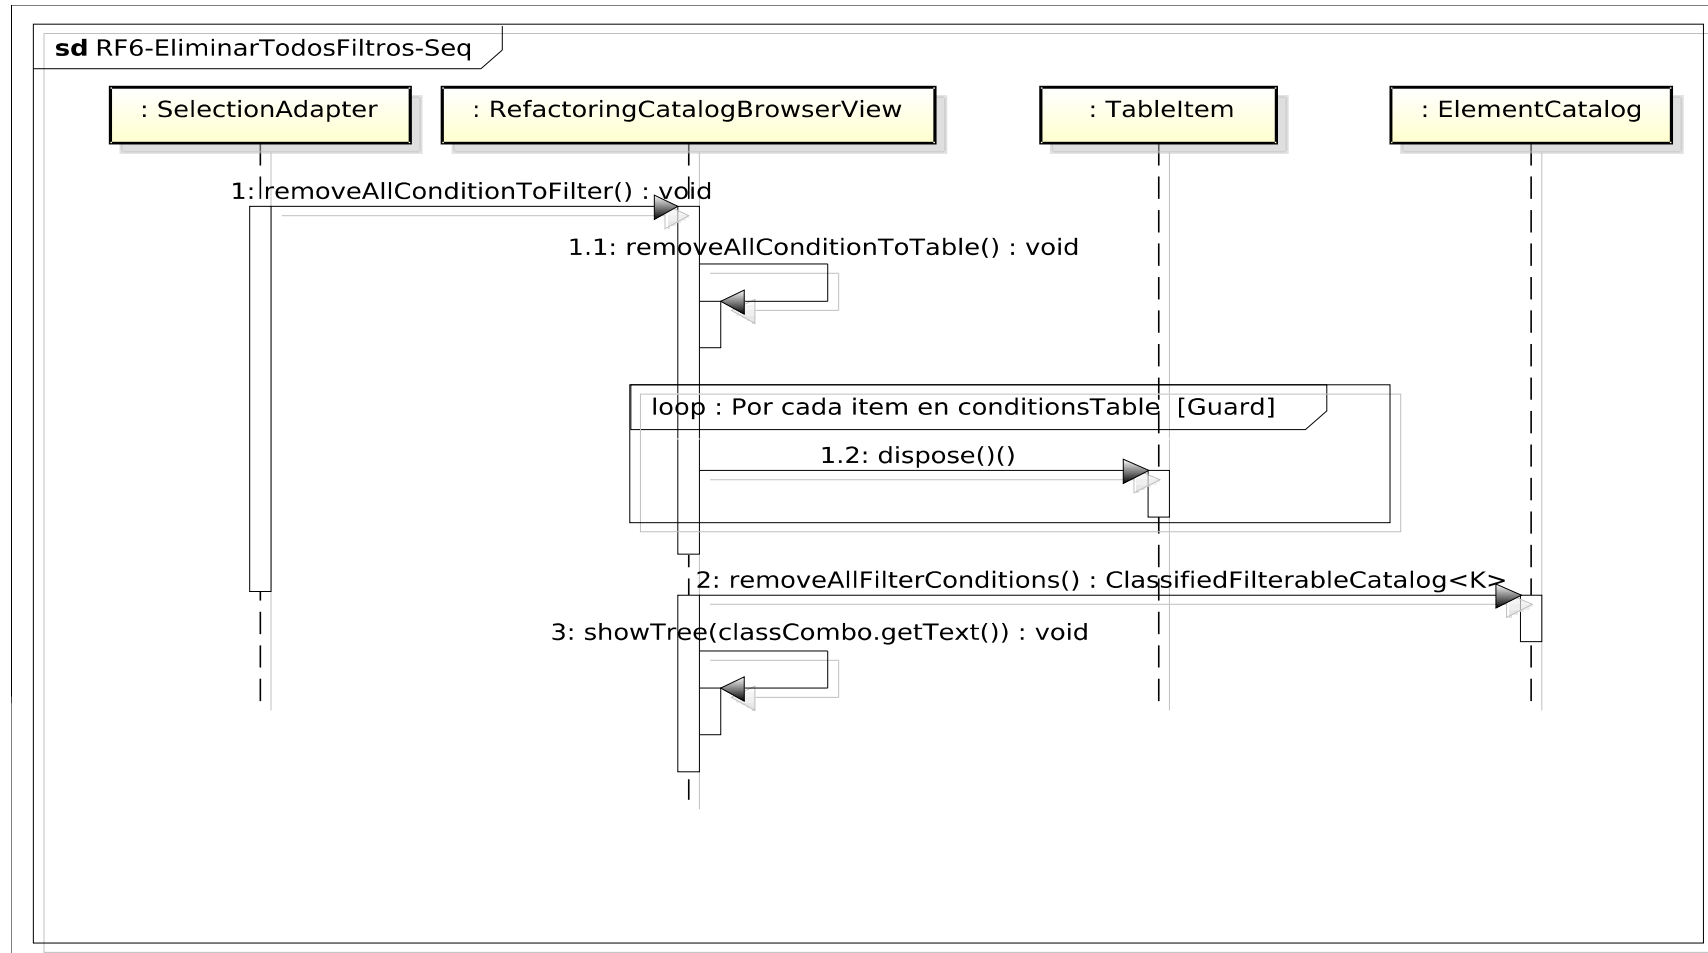 sd RF6-EliminarTodosFiltros-Seq
: SelectionAdapter
: RefactoringCatalogBrowserView
: TableItem
: ElementCatalog
1: removeAllConditionToFilter() : void
1.1: removeAllConditionToTable() : void
loop : Por cada item en conditionsTable [Guard]
1.2: dispose()()
2: removeAllFilterConditions() : ClassifiedFilterableCatalog<K>
3: showTree(classCombo.getText()) : void